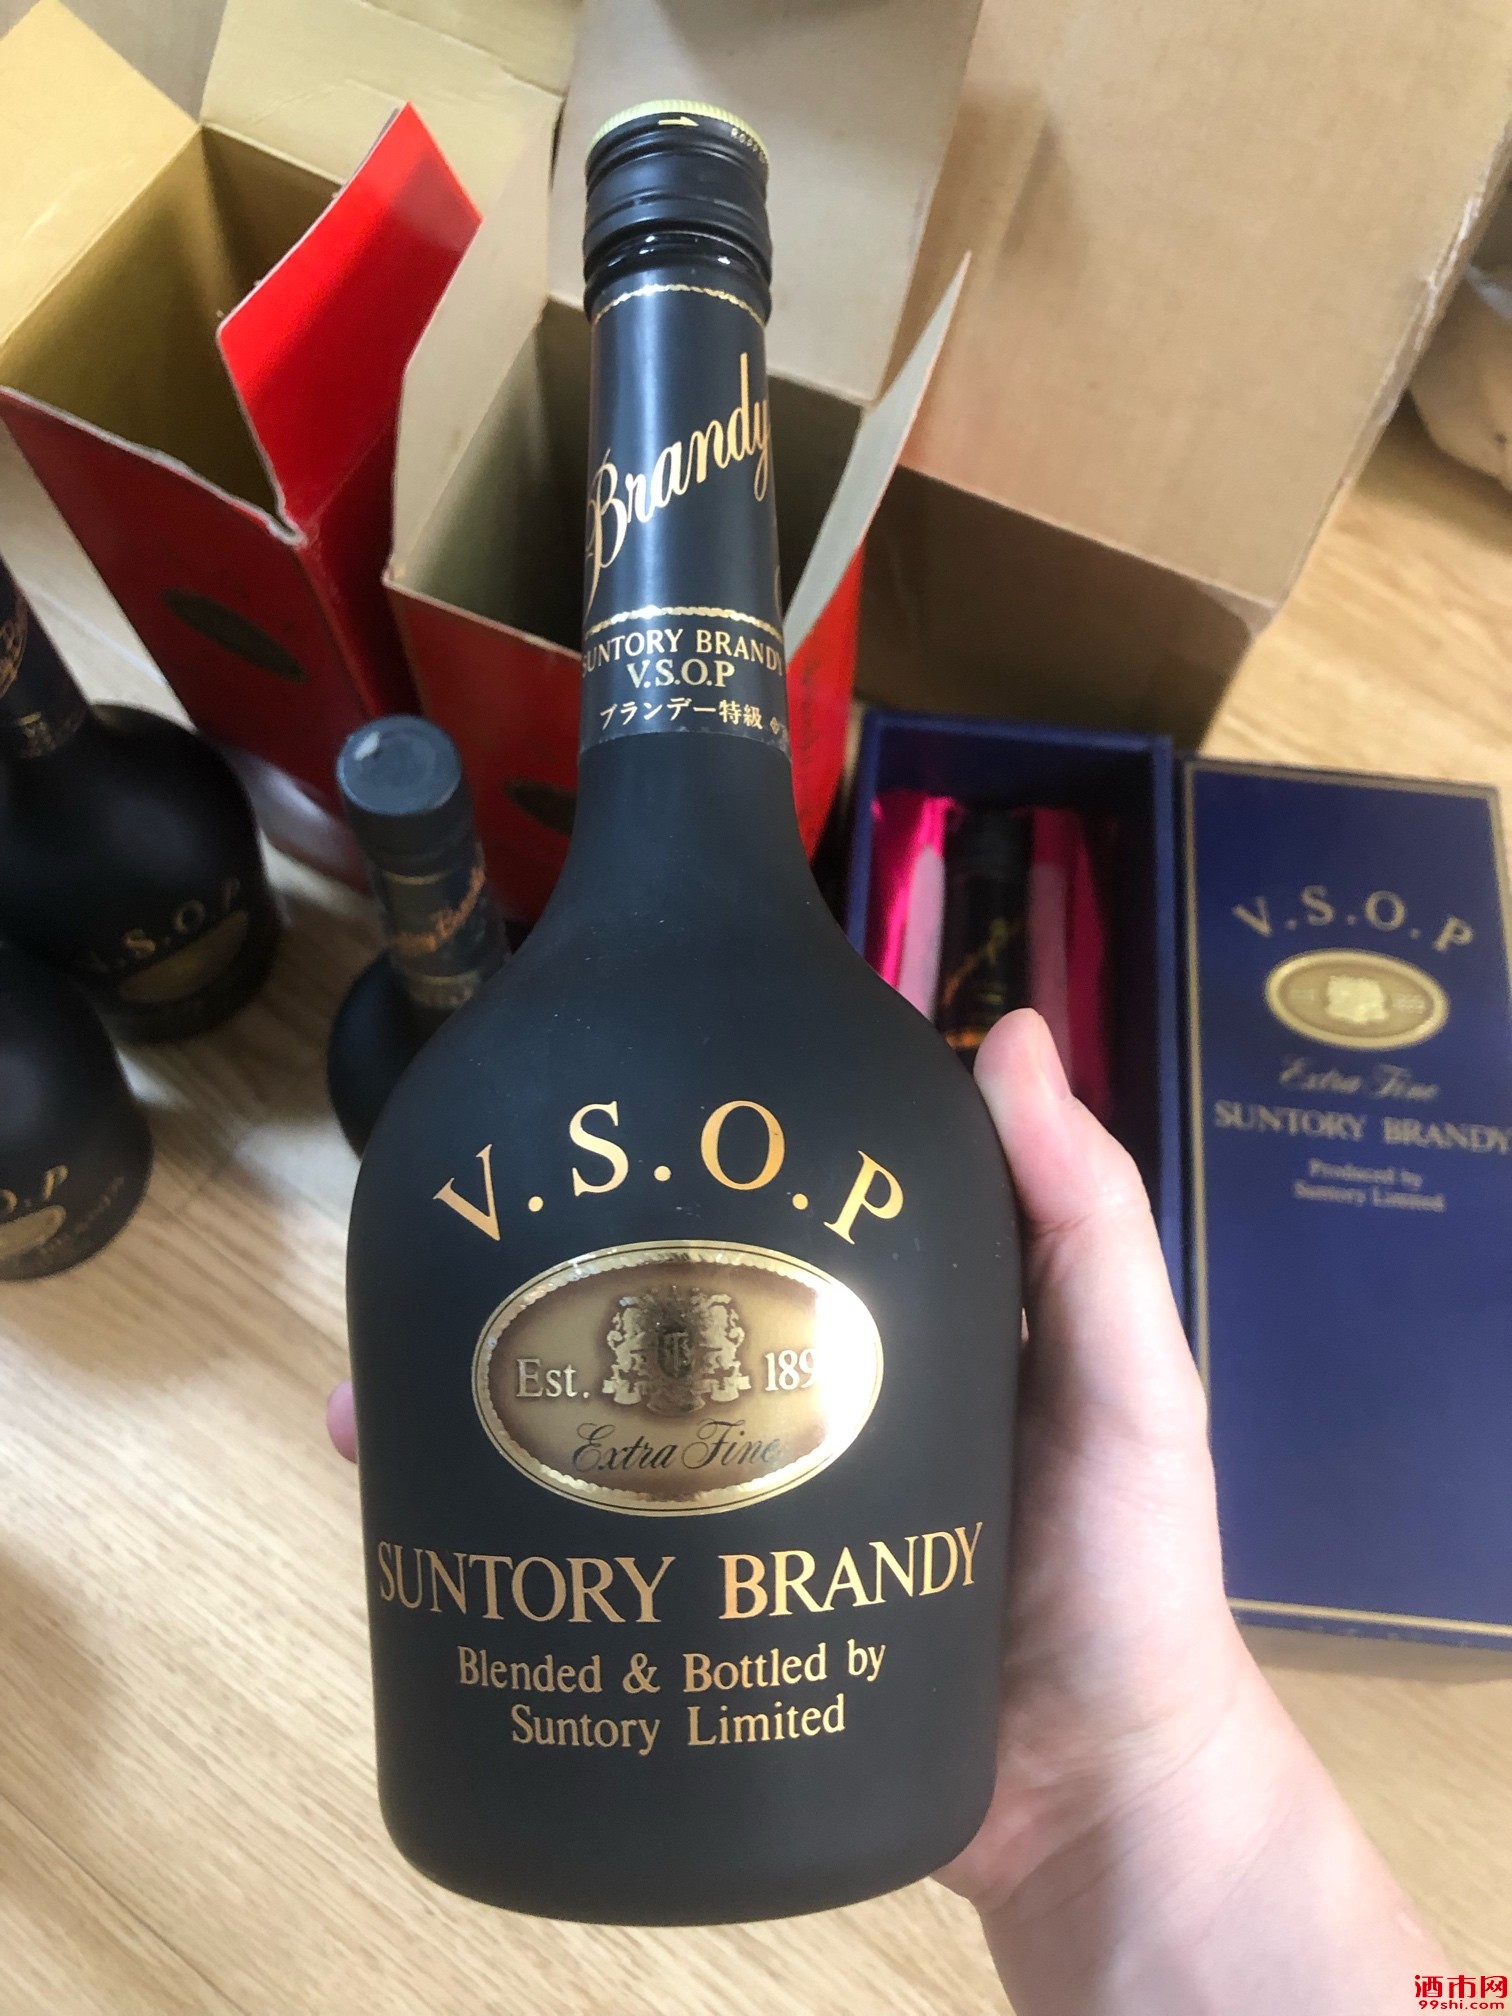 Brandy
SUNTORY BRANDY
V.S.O.P
ブランデー特級
V.S.O.P
Est. 189
Extra Fine
SUNTORY BRANDY
Blended & Bottled by
Suntory Limited
V.S.O.P
Extra Fine
SUNTORY BRANDY
Produced by
Suntory Limited
V.S.O.P
O.P
酒市网
99shi.com